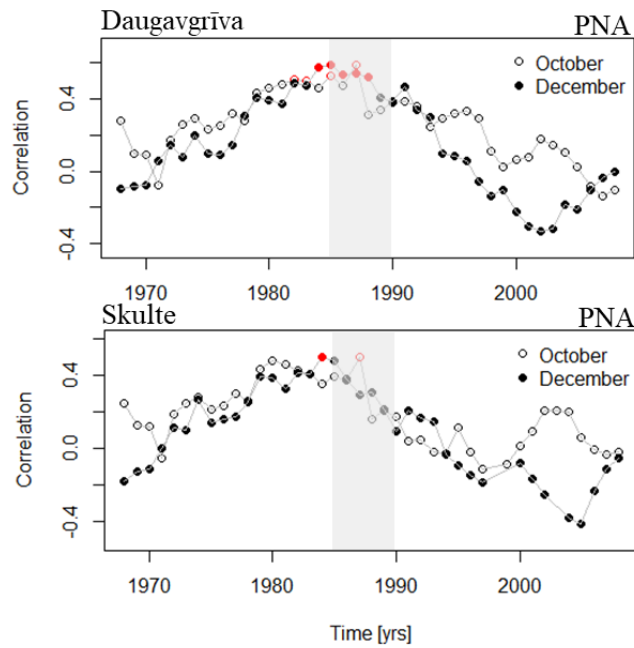 Daugavgrīva PNA
October
December
Correlation
0.4
0.0
-0.4
1970 1980 1990 2000
Skulte PNA
October
December
Correlation
0.4
0.0
-0.4
1970 1980 1990 2000
Time [yrs]